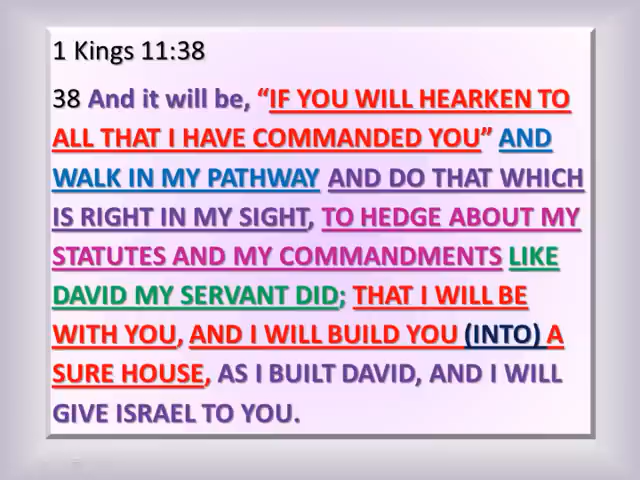 1 Kings 11:38
38 And it will be, “IF YOU WILL HEARKEN TO
ALL THAT I HAVE COMMANDED YOU” AND
WALK IN MY PATHWAY AND DO THAT WHICH
IS RIGHT IN MY SIGHT, TO HEDGE ABOUT MY
STATUTES AND MY COMMANDMENTS LIKE
DAVID MY SERVANT DID; THAT I WILL BE
WITH YOU, AND I WILL BUILD YOU (INTO) A
SURE HOUSE, AS I BUILT DAVID, AND I WILL
GIVE ISRAEL TO YOU.